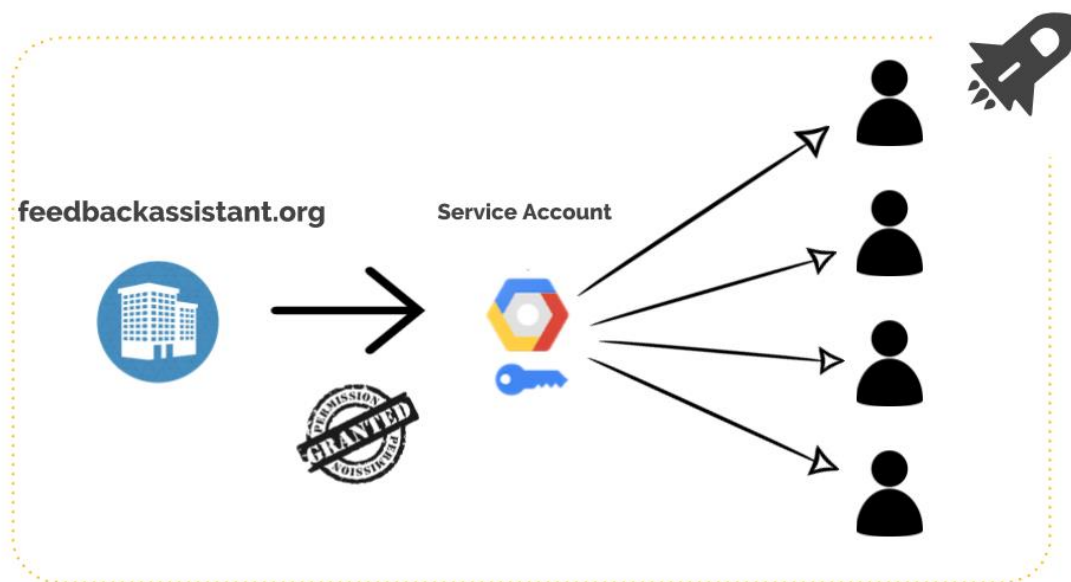 feedbackassistant.org
Service Account
PERMISSION
GRANTED
PERMISSION